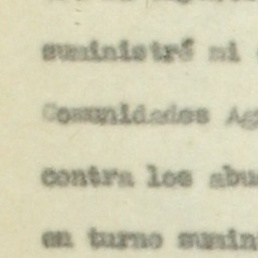 suministré mi
Comunidades Ag
contra los abu
en turno sumin